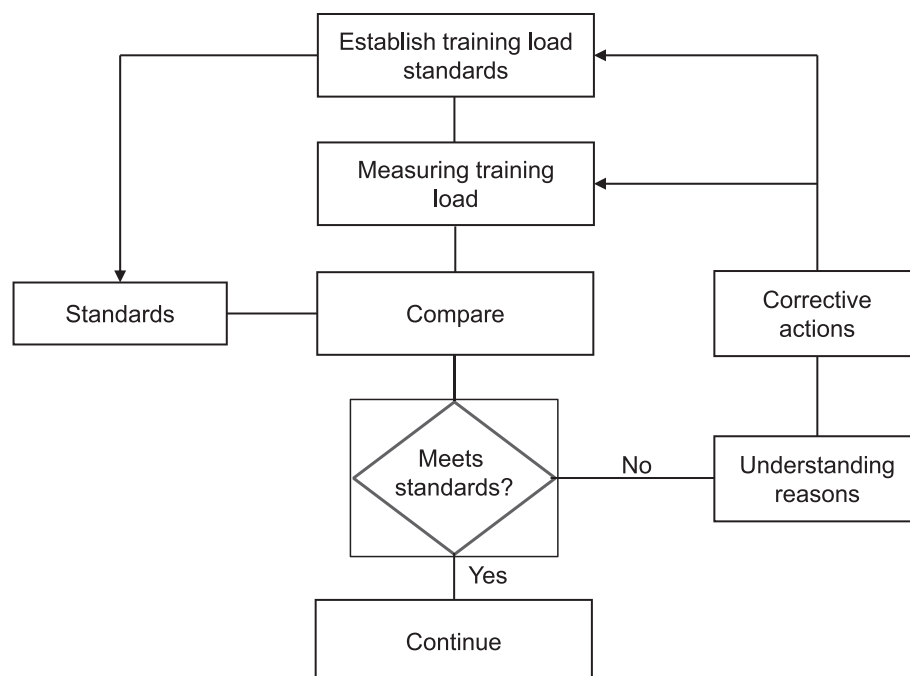 Establish training load
standards
Measuring training
load
Standards
Compare
Corrective
actions
Meets
standards?
No
Understanding
reasons
Yes
Continue